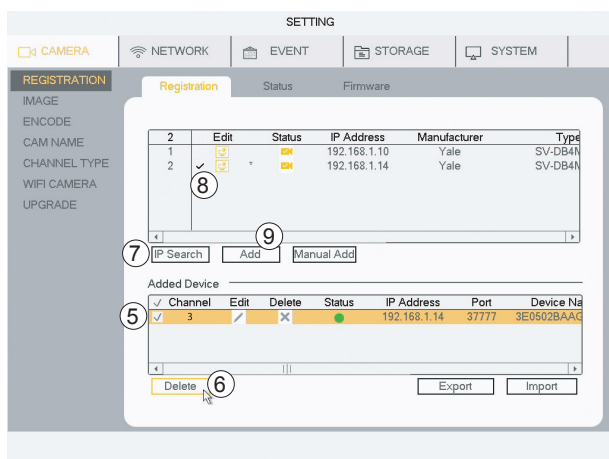 SETTING
CAMERA NETWORK EVENT STORAGE SYSTEM
REGISTRATION
IMAGE
ENCODE
CAM NAME
CHANNEL TYPE
WIFI CAMERA
UPGRADE
Registration Status Firmware
2 Edit Status IP Address Manufacturer Type
1 192.168.1.10 Yale SV-DB4M
2 192.168.1.14 Yale SV-DB4M
8
9
7 IP Search Add Manual Add
Added Device
Channel Edit Delete Status IP Address Port Device Na
5 3 192.168.1.14 37777 3E0502BAAG
Delete 6 Export Import